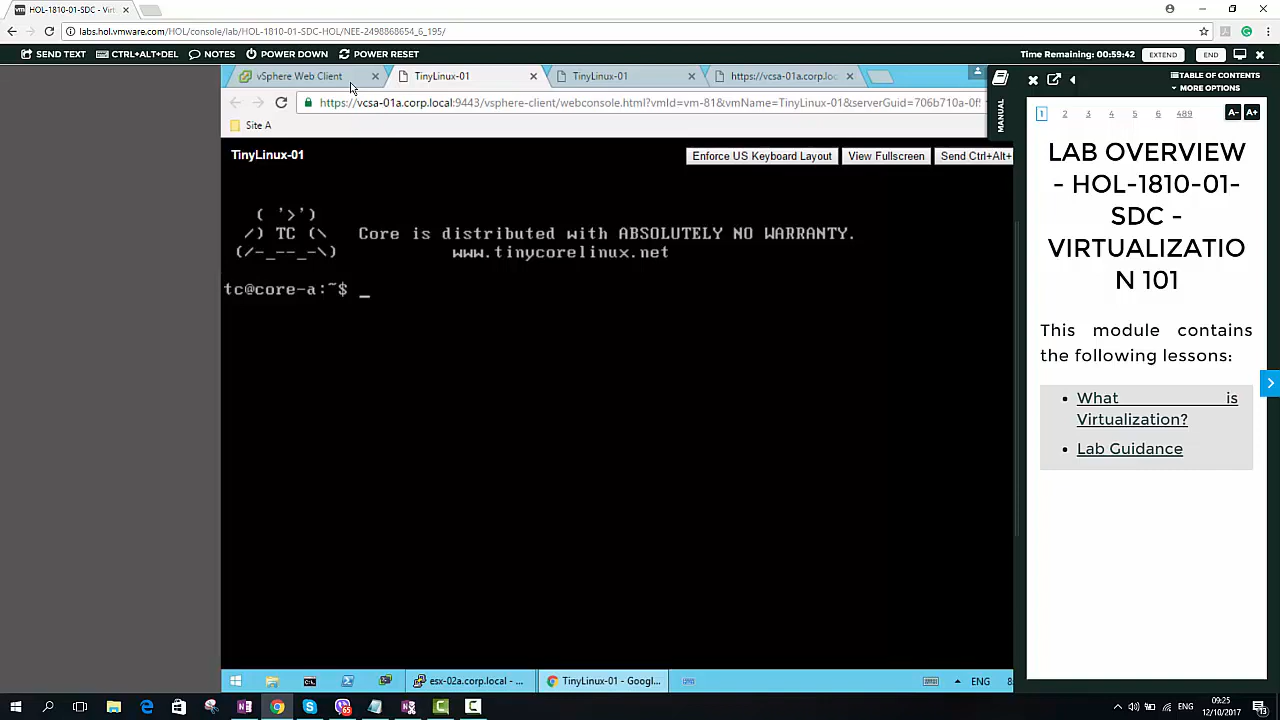 HOL-1810-01-SDC - Virt
labs.hol.vmware.com/HOL/console/lab/HOL-1810-01-SDC-HOL/NEE-2498868654_6_195/
SEND TEXT
CTRL+ALT+DEL
NOTES
POWER DOWN
POWER RESET
Time Remaining: 00:59:42
EXTEND
END
vSphere Web Client
TinyLinux-01
TinyLinux-01
https://vcsa-01a.corp.loc
https://vcsa-01a.corp.local:9443/vsphere-client/webconsole.html?vmId=vm-81&vmName=TinyLinux-01&serverGuid=706b710a-0f
Site A
TinyLinux-01
Enforce US Keyboard Layout
View Fullscreen
Send Ctrl+Alt+
( '>')
/) TC (\ Core is distributed with ABSOLUTELY NO WARRANTY.
(/-_--_-\) www.tinycorelinux.net
tc@core-a:~$ _
MANUAL
TABLE OF CONTENTS
MORE OPTIONS
1 2 3 4 5 6 489
A- A+
LAB OVERVIEW
- HOL-1810-01-
SDC -
VIRTUALIZATIO
N 101
This module contains
the following lessons:
• What is
Virtualization?
• Lab Guidance
esx-02a.corp.local - ...
TinyLinux-01 - Googl...
ENG
8
65
ENG
09:25
12/10/2017
13